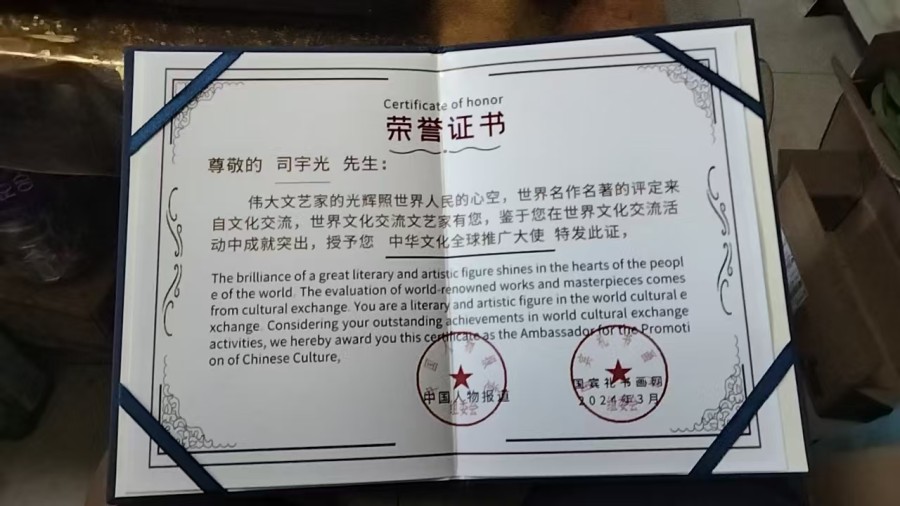 Certificate of honor
荣誉证书
尊敬的 司宇光 先生：
伟大文艺家的光辉照世界人民的心空，世界名作名著的评定来
自文化交流，世界文化交流文艺家有您，鉴于您在世界文化交流活
动中成就突出，授予您 中华文化全球推广大使 特发此证，
The brilliance of a great literary and artistic figure shines in the hearts of the peopl
e of the world. The evaluation of world-renowned works and masterpieces comes
from cultural exchange. You are a literary and artistic figure in the world cultural e
xchange. Considering your outstanding achievements in world cultural exchange
activities, we hereby award you this certificate as the Ambassador for the Promoti
on of Chinese Culture,
中国人物报道
组委会
国宾礼书画苑
2024年3月
组委会